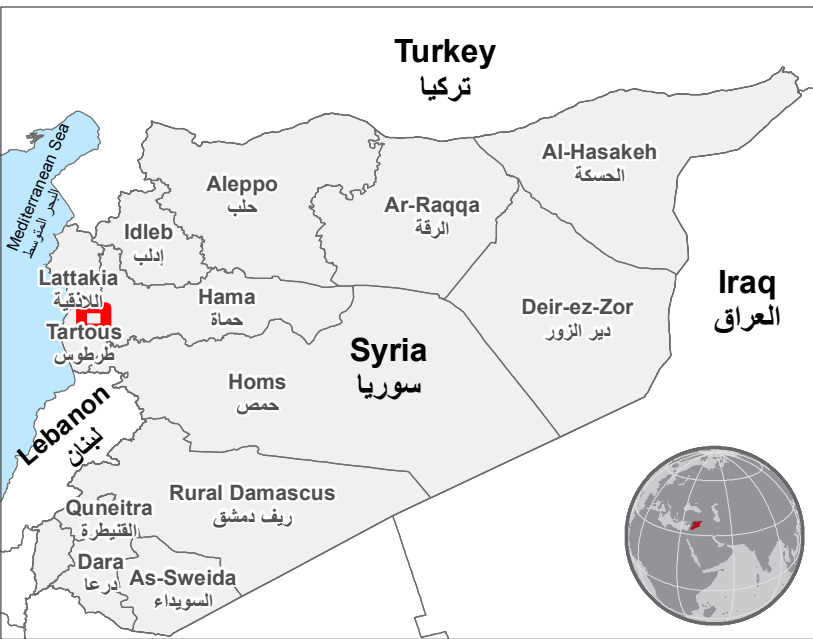 Turkey
تركيا
Mediterranean Sea
البحر المتوسط
Al-Hasakeh
الحسكة
Aleppo
حلب
Ar-Raqqa
الرقة
Idleb
إدلب
Lattakia
اللاذقية
Hama
حماة
Iraq
العراق
Deir-ez-Zor
دير الزور
Tartous
طرطوس
Syria
سوريا
Homs
حمص
Lebanon
لبنان
Rural Damascus
ريف دمشق
Quneitra
القنيطرة
Dara
درعا
As-Sweida
السويداء